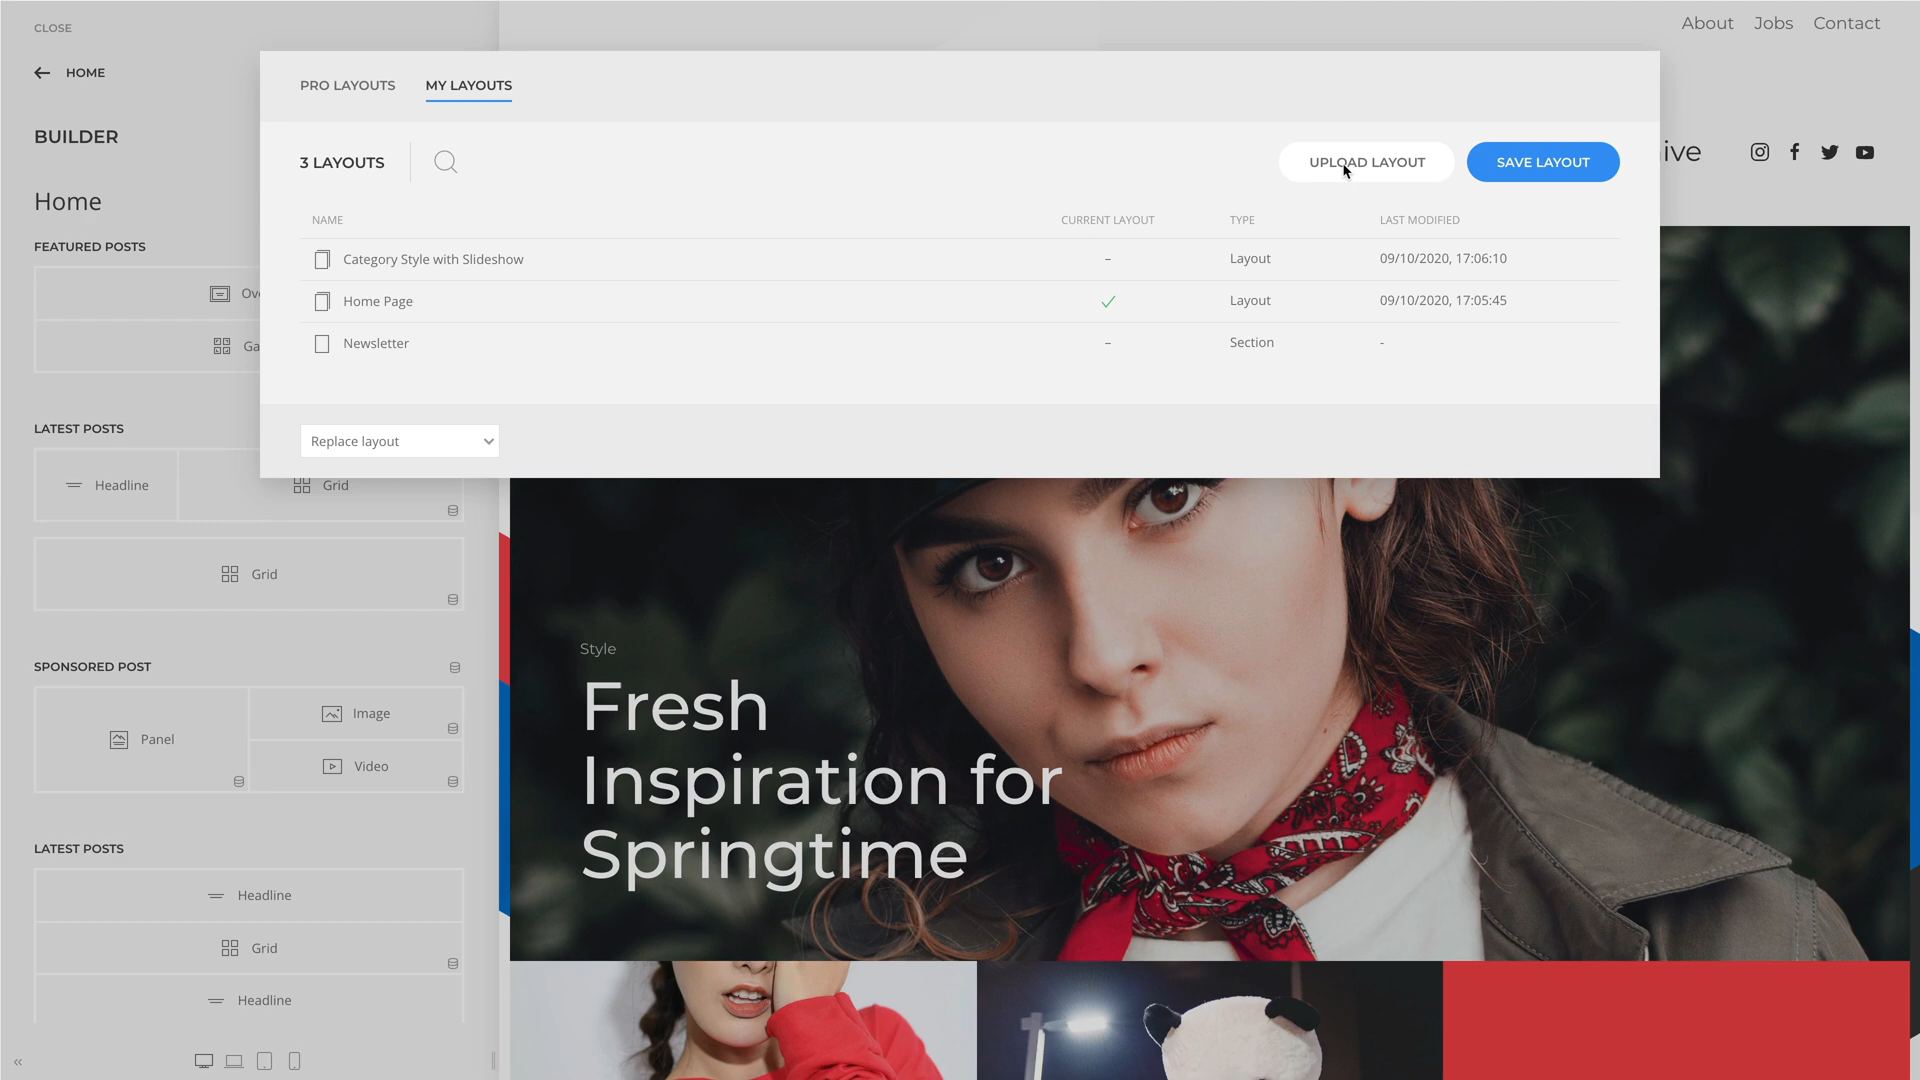 CLOSE
HOME
BUILDER
Home
FEATURED POSTS
LATEST POSTS
Headline
Grid
Grid
SPONSORED POST
Panel
Image
Video
LATEST POSTS
Headline
Grid
Headline
About Jobs Contact
PRO LAYOUTS MY LAYOUTS
3 LAYOUTS
UPLOAD LAYOUT SAVE LAYOUT
NAME CURRENT LAYOUT TYPE LAST MODIFIED
Category Style with Slideshow – Layout 09/10/2020, 17:06:10
Home Page Layout 09/10/2020, 17:05:45
Newsletter – Section -
Replace layout
Style
Fresh
Inspiration for
Springtime